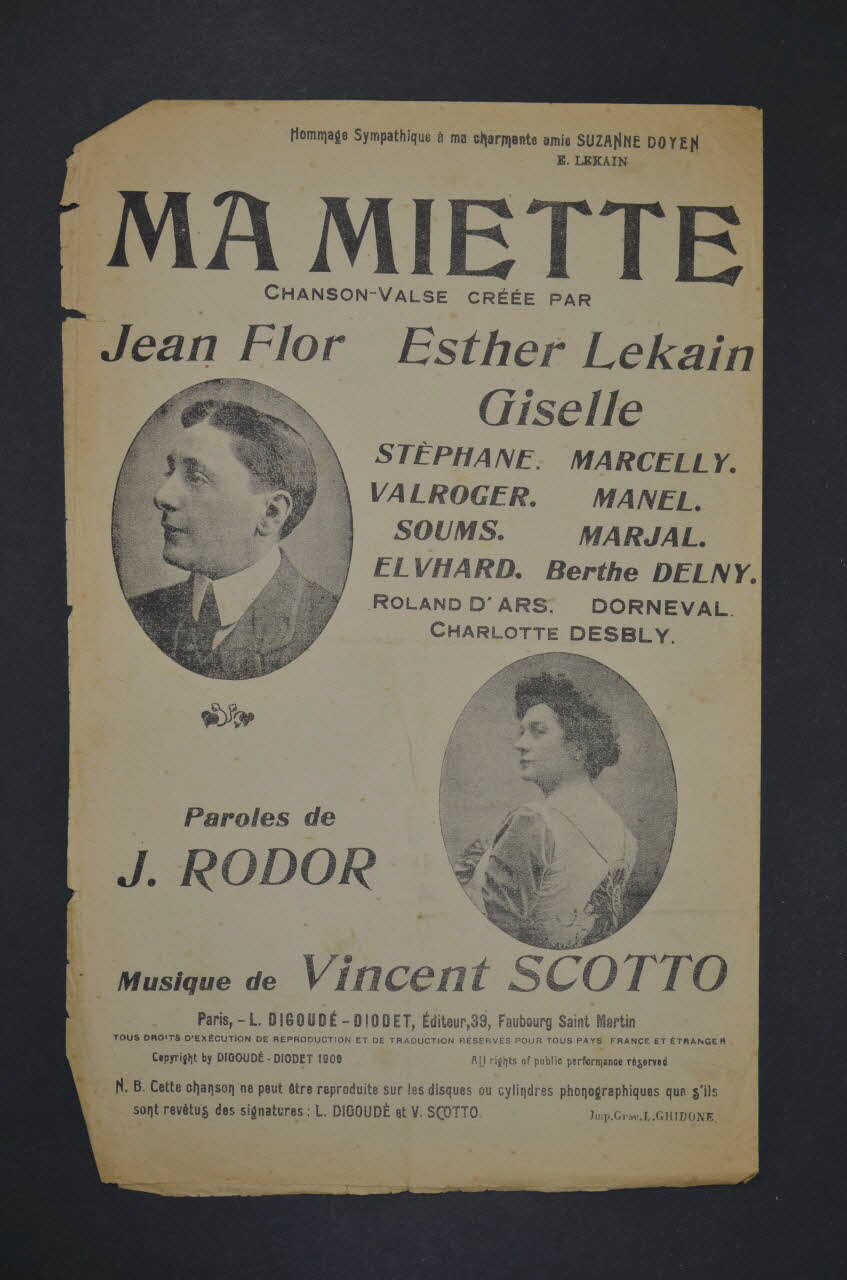 Hommage Sympathique à ma charmante amie SUZANNE DOYEN
E. LEKAIN
MA MIETTE
CHANSON-VALSE CRÉÉE PAR
Jean Flor Esther Lekain
Giselle
STÈPHANE. MARCELLY.
VALROGER. MANEL.
SOUMS. MARJAL.
ELVHARD. Berthe DELNY.
ROLAND D'ARS. DORNEVAL.
CHARLOTTE DESBLY.
Paroles de
J. RODOR
Musique de Vincent SCOTTO
Paris, - L. DIGOUDÉ - DIODET, Éditeur, 39, Faubourg Saint Martin
TOUS DROITS D'EXÉCUTION DE REPRODUCTION ET DE TRADUCTION RÉSERVÉS POUR TOUS PAYS FRANCE ET ÉTRANGER
Copyright by DIGOUDÉ - DIODET 1909 All rights of public performance reserved
N. B. Cette chanson ne peut être reproduite sur les disques ou cylindres phonographiques que s'ils
sont revêtus des signatures : L. DIGOUDÉ et V. SCOTTO.
Imp. Grav. L. GHIDONE.